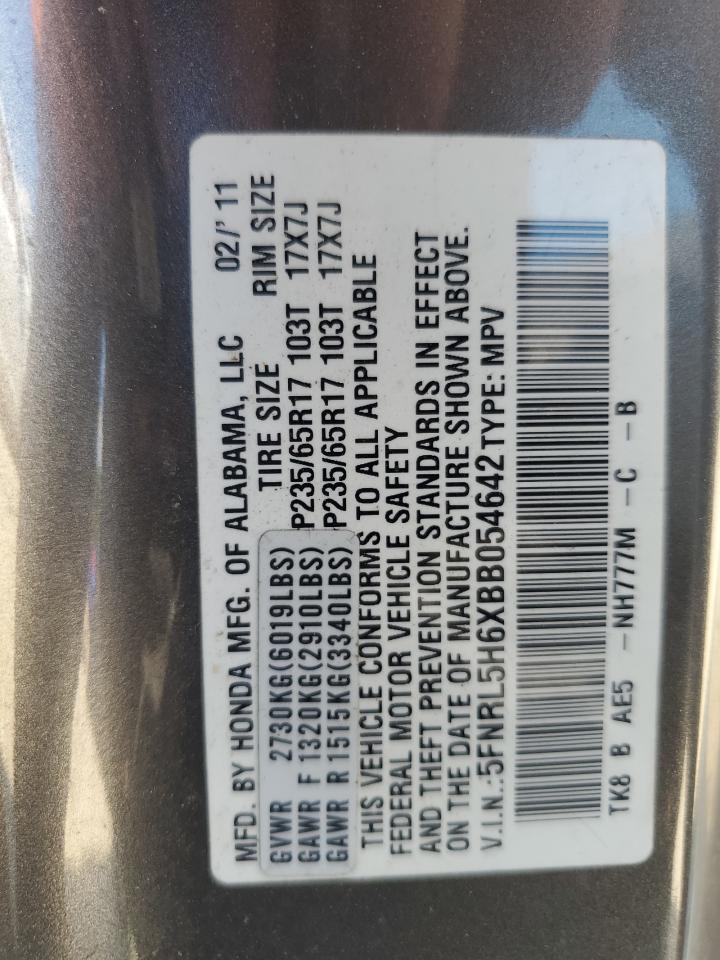 MFD. BY HONDA MFG. OF ALABAMA, LLC 02/' 11
TIRE SIZE RIM SIZE
GVWR 2730KG(6019LBS)
GAWR F 1320KG(2910LBS) P235/65R17 103T 17X7J
GAWR R 1515KG(3340LBS) P235/65R17 103T 17X7J
THIS VEHICLE CONFORMS TO ALL APPLICABLE
FEDERAL MOTOR VEHICLE SAFETY
AND THEFT PREVENTION STANDARDS IN EFFECT
ON THE DATE OF MANUFACTURE SHOWN ABOVE.
V.I.N.:5FNRL5H6XBB054642 TYPE: MPV
TK8 B AE5 -NH777M -C -B